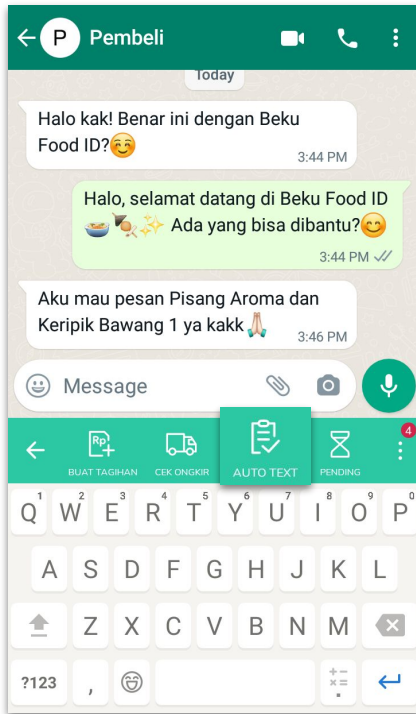 P Pembeli
Today
Halo kak! Benar ini dengan Beku
Food ID?😊
3:44 PM
Halo, selamat datang di Beku Food ID
🍜🍢✨ Ada yang bisa dibantu?😊
3:44 PM
Aku mau pesan Pisang Aroma dan
Keripik Bawang 1 ya kakk🙏🏻
3:46 PM
Message
Rp
4
BUAT TAGIHAN CEK ONGKIR AUTO TEXT PENDING
1 2 3 4 5 6 7 8 9 0
Q W E R T Y U I O P
A S D F G H J K L
Z X C V B N M
?123 , + − × = .